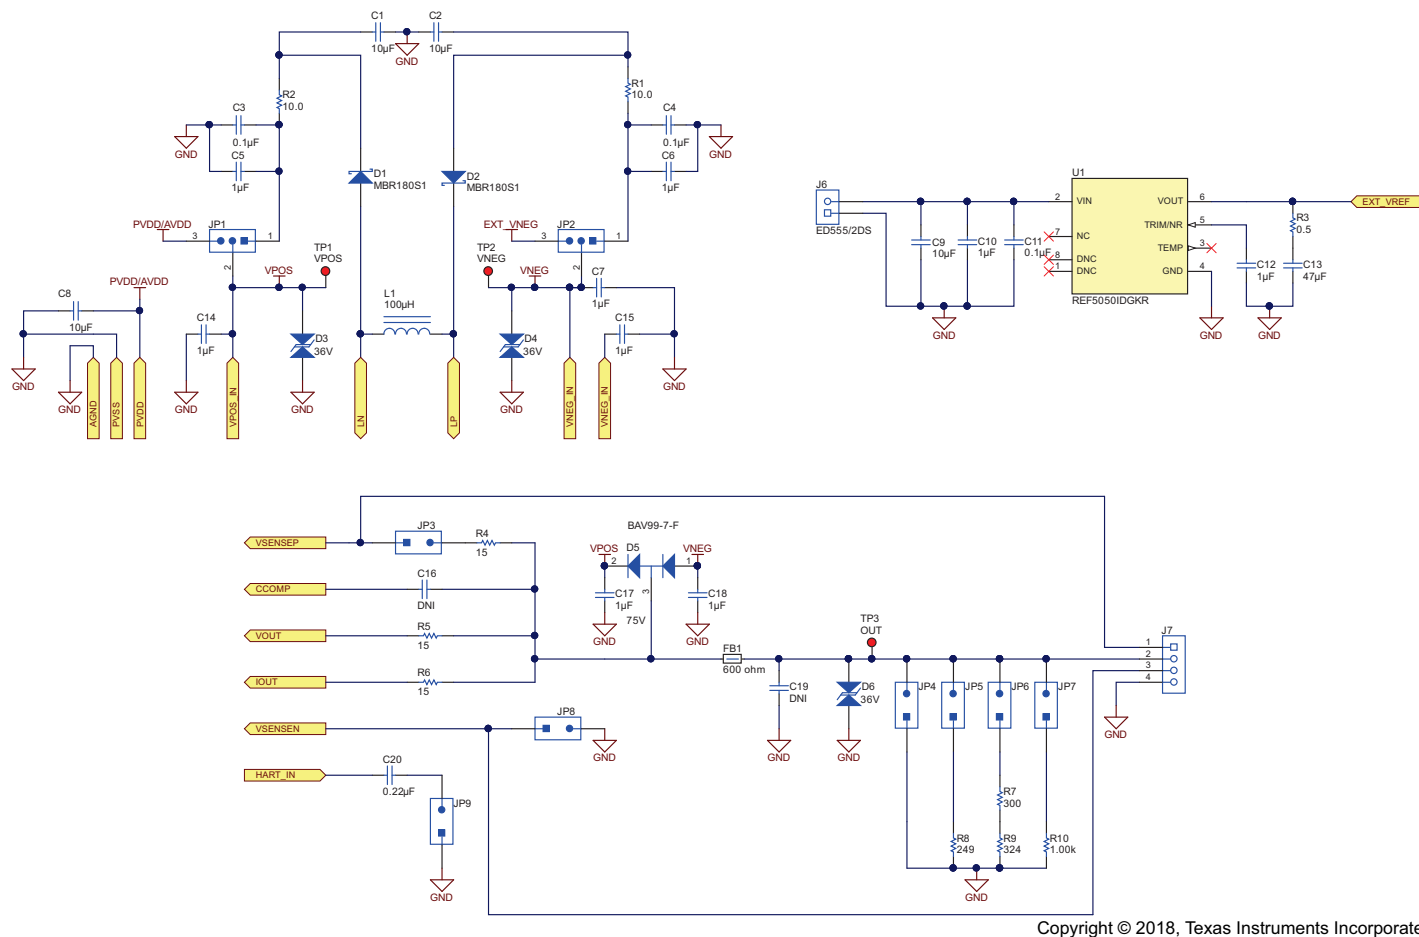 C1
10µF
C2
10µF
GND
R2
10.0
R1
10.0
C3
0.1µF
GND
C5
1µF
C4
0.1µF
GND
C6
1µF
D1
MBR180S1
D2
MBR180S1
PVDD/AVDD
JP1
3
1
2
TP1
VPOS
VPOS
EXT_VNEG
JP2
3
1
2
TP2
VNEG
VNEG
C7
1µF
PVDD/AVDD
C8
10µF
C14
1µF
L1
100µH
D3
36V
D4
36V
C15
1µF
GND
GND
GND
GND
GND
GND
AGND
PVSS
PVDD
VPOS_IN
LN
LP
VNEG_IN
VNEG_IN
J6
ED555/2DS
C9
10µF
C10
1µF
C11
0.1µF
GND
U1
2
VIN
VOUT
6
TRIM/NR
5
7
NC
TEMP
3
8
DNC
1
DNC
GND
4
REF5050IDGKR
EXT_VREF
R3
0.5
C12
1µF
C13
47µF
GND
GND
VSENSEP
JP3
R4
15
CCOMP
C16
DNI
VOUT
R5
15
IOUT
R6
15
VSENSEN
JP8
GND
HART_IN
C20
0.22µF
JP9
GND
BAV99-7-F
VPOS
D5
VNEG
2
1
3
C17
1µF
C18
1µF
75V
GND
GND
FB1
600 ohm
C19
DNI
GND
TP3
OUT
D6
36V
GND
JP4
JP5
JP6
JP7
R7
300
R8
249
R9
324
R10
1.00k
GND
J7
1
2
3
4
GND
Copyright © 2018, Texas Instruments Incorporate